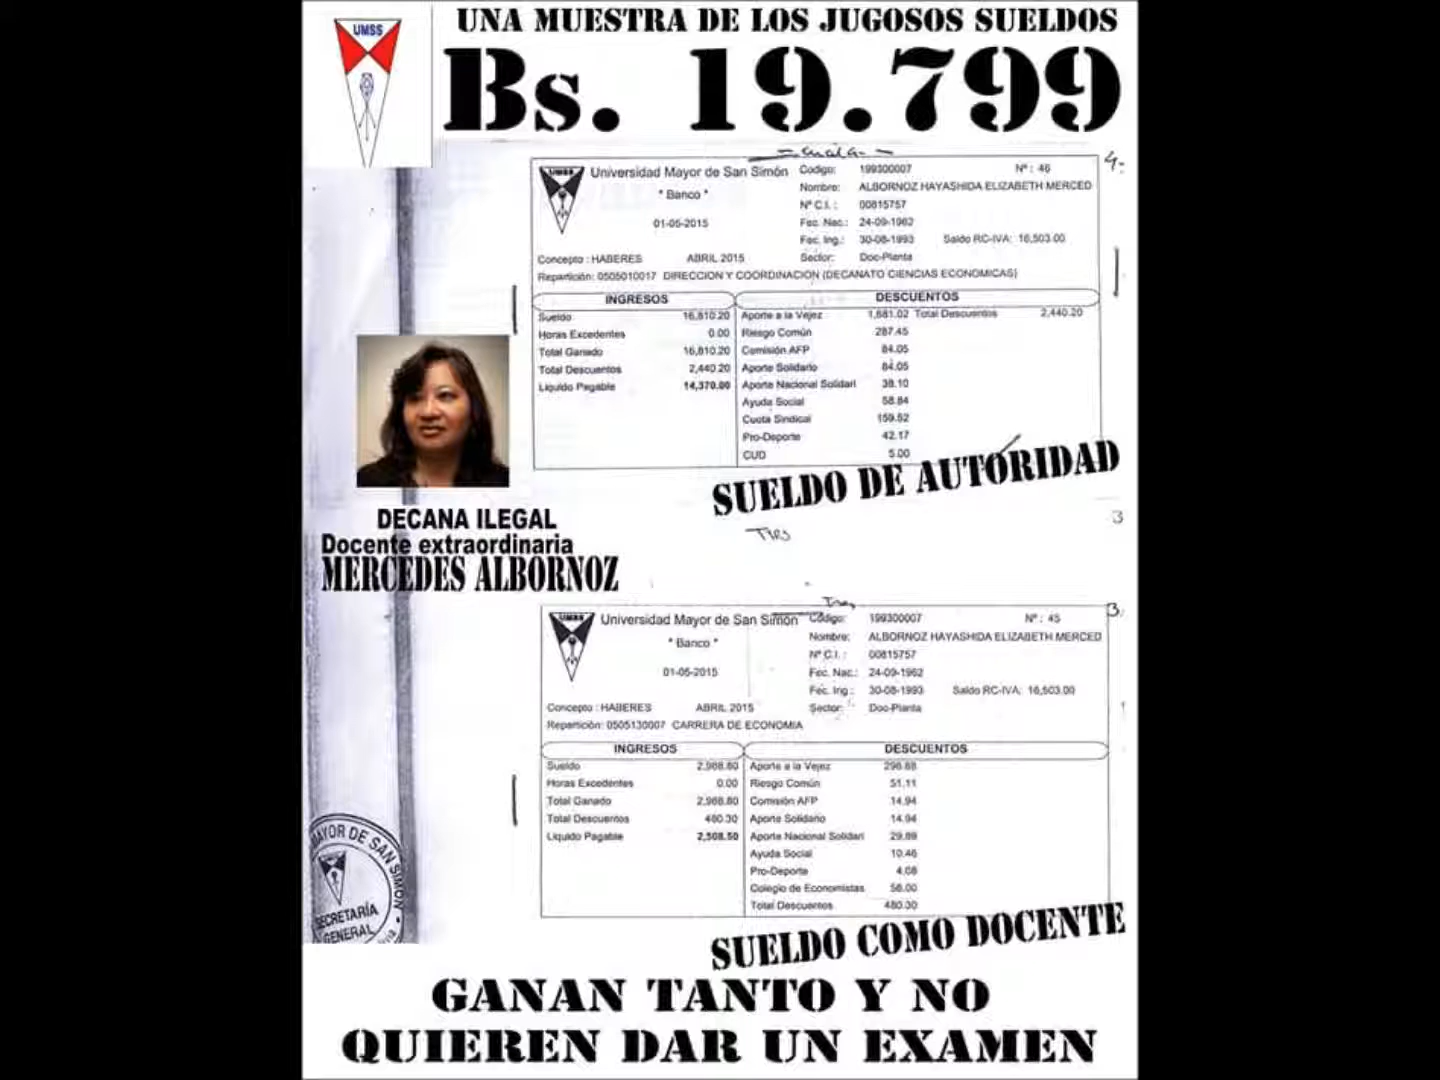 UMSS
UNA MUESTRA DE LOS JUGOSOS SUELDOS
Bs. 19.799
UMSS
Universidad Mayor de San Simón
* Banco *
01-05-2015
Codigo: 199300007 Nº: 46
Nombre: ALBORNOZ HAYASHIDA ELIZABETH MERCED
Nº C.I. : 00815757
Fec. Nac.: 24-09-1962
Fec. Ing.: 30-08-1993 Saldo RC-IVA: 16,503.00
Concepto : HABERES ABRIL 2015 Sector: Doc-Planta
Repartición: 0505010017 DIRECCION Y COORDINACION (DECANATO CIENCIAS ECONOMICAS)
INGRESOS DESCUENTOS
Sueldo 16,810.20 Aporte a la Vejez 1,681.02 Total Descuentos 2,440.20
Horas Excedentes 0.00 Riesgo Común 287.45
Total Ganado 16,810.20 Comisión AFP 84.05
Total Descuentos 2,440.20 Aporte Solidario 84.05
Liquido Pagable 14,370.00 Aporte Nacional Solidari 38.10
Ayuda Social 58.84
Cuota Sindical 159.52
Pro-Deporte 42.17
CUD 5.00
SUELDO DE AUTORIDAD
DECANA ILEGAL
Docente extraordinaria
MERCEDES ALBORNOZ
3
UMSS
Universidad Mayor de San Simón
* Banco *
01-05-2015
Código: 199300007 Nº : 45
Nombre: ALBORNOZ HAYASHIDA ELIZABETH MERCED
Nº C.I. : 00815757
Fec. Nac.: 24-09-1962
Fec. Ing.: 30-08-1993 Saldo RC-IVA: 16,503.00
Concepto : HABERES ABRIL 2015 Sector: Doc-Planta
Repartición: 0505130007 CARRERA DE ECONOMIA
INGRESOS DESCUENTOS
Sueldo 2,988.80 Aporte a la Vejez 298.88
Horas Excedentes 0.00 Riesgo Común 51.11
Total Ganado 2,988.80 Comisión AFP 14.94
Total Descuentos 480.30 Aporte Solidario 14.94
Liquido Pagable 2,508.50 Aporte Nacional Solidari 29.89
Ayuda Social 10.46
Pro-Deporte 4.08
Colegio de Economistas 56.00
Total Descuentos 480.30
SUELDO COMO DOCENTE
MAYOR DE SAN SIMON
SECRETARÍA
GENERAL
GANAN TANTO Y NO
QUIEREN DAR UN EXAMEN